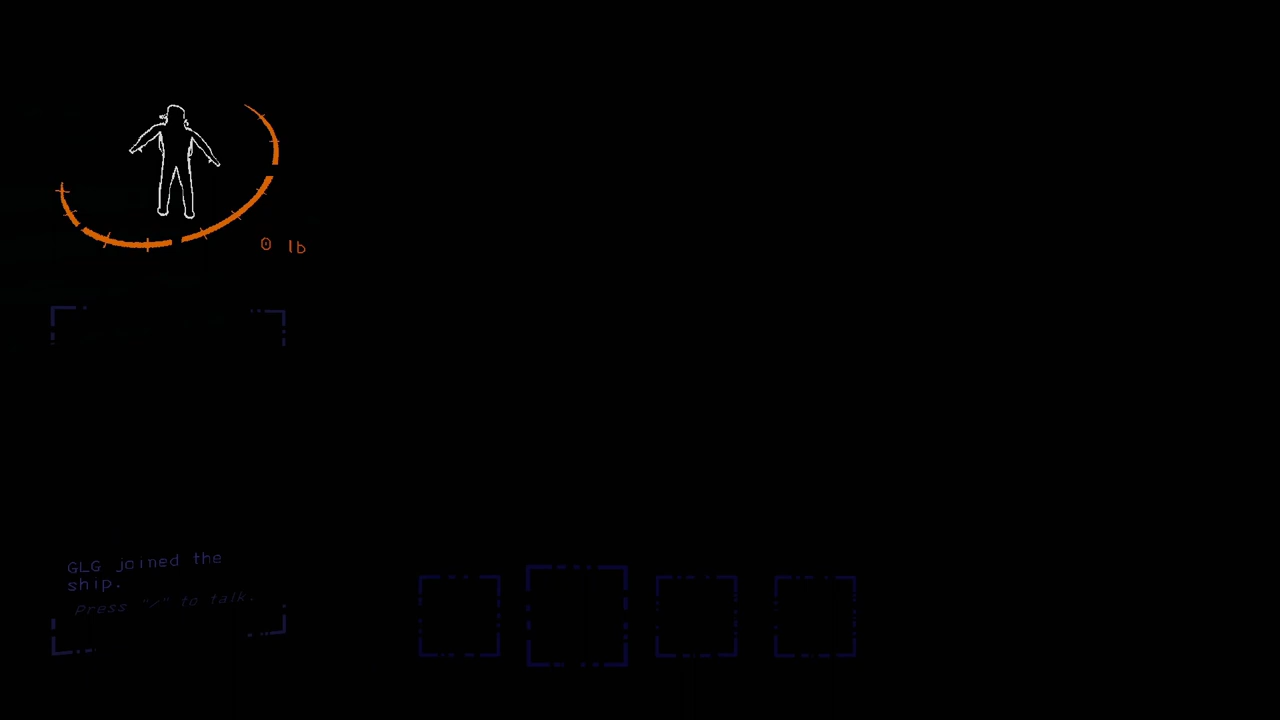 0 lb
GLG joined the
ship.
Press "/" to talk.